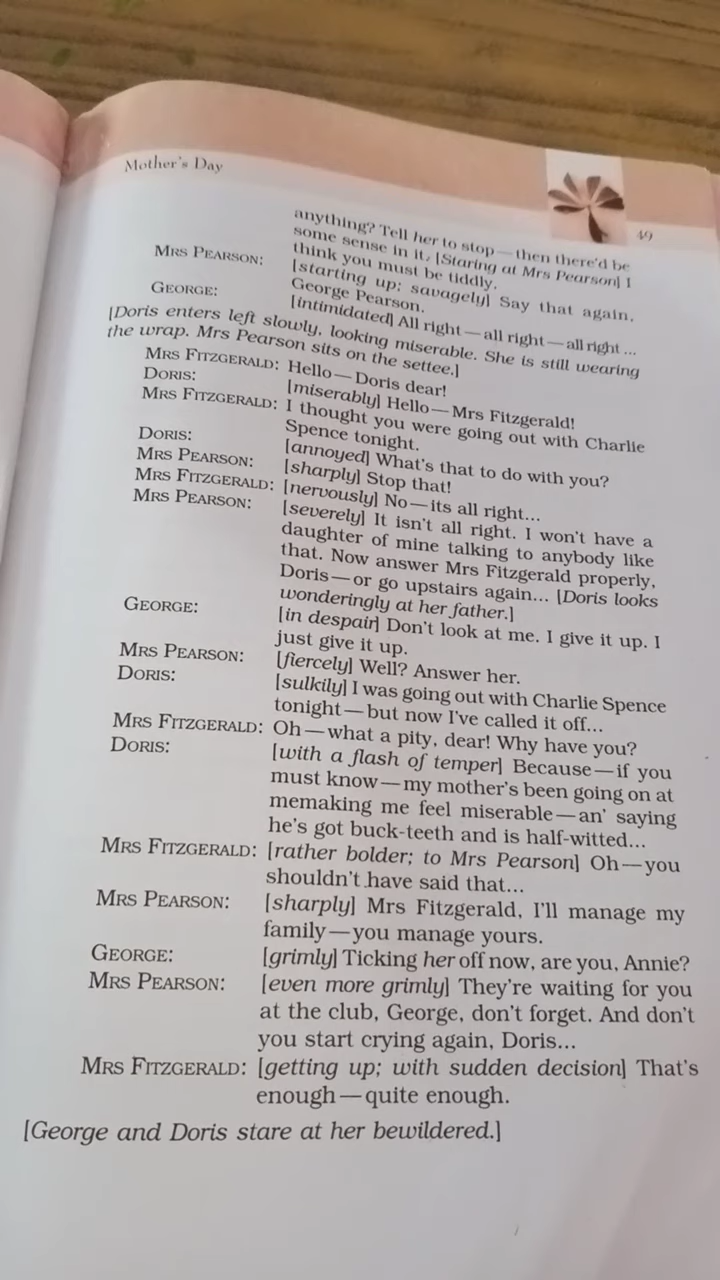 Mother's Day
49
anything? Tell her to stop—then there'd be
some sense in it. [Staring at Mrs Pearson] I
think you must be tiddly.
MRS PEARSON: [starting up; savagely] Say that again,
George Pearson.
GEORGE: [intimidated] All right—all right—all right ...
[Doris enters left slowly, looking miserable. She is still wearing
the wrap. Mrs Pearson sits on the settee.]
MRS FITZGERALD: Hello—Doris dear!
DORIS: [miserably] Hello—Mrs Fitzgerald!
MRS FITZGERALD: I thought you were going out with Charlie
Spence tonight.
DORIS: [annoyed] What's that to do with you?
MRS PEARSON: [sharply] Stop that!
MRS FITZGERALD: [nervously] No—its all right...
MRS PEARSON: [severely] It isn't all right. I won't have a
daughter of mine talking to anybody like
that. Now answer Mrs Fitzgerald properly,
Doris—or go upstairs again... [Doris looks
wonderingly at her father.]
GEORGE: [in despair] Don't look at me. I give it up. I
just give it up.
MRS PEARSON: [fiercely] Well? Answer her.
DORIS: [sulkily] I was going out with Charlie Spence
tonight—but now I've called it off...
MRS FITZGERALD: Oh—what a pity, dear! Why have you?
DORIS: [with a flash of temper] Because—if you
must know—my mother's been going on at
memaking me feel miserable—an' saying
he's got buck-teeth and is half-witted...
MRS FITZGERALD: [rather bolder; to Mrs Pearson] Oh—you
shouldn't have said that...
MRS PEARSON: [sharply] Mrs Fitzgerald, I'll manage my
family—you manage yours.
GEORGE: [grimly] Ticking her off now, are you, Annie?
MRS PEARSON: [even more grimly] They're waiting for you
at the club, George, don't forget. And don't
you start crying again, Doris...
MRS FITZGERALD: [getting up; with sudden decision] That's
enough—quite enough.
[George and Doris stare at her bewildered.]